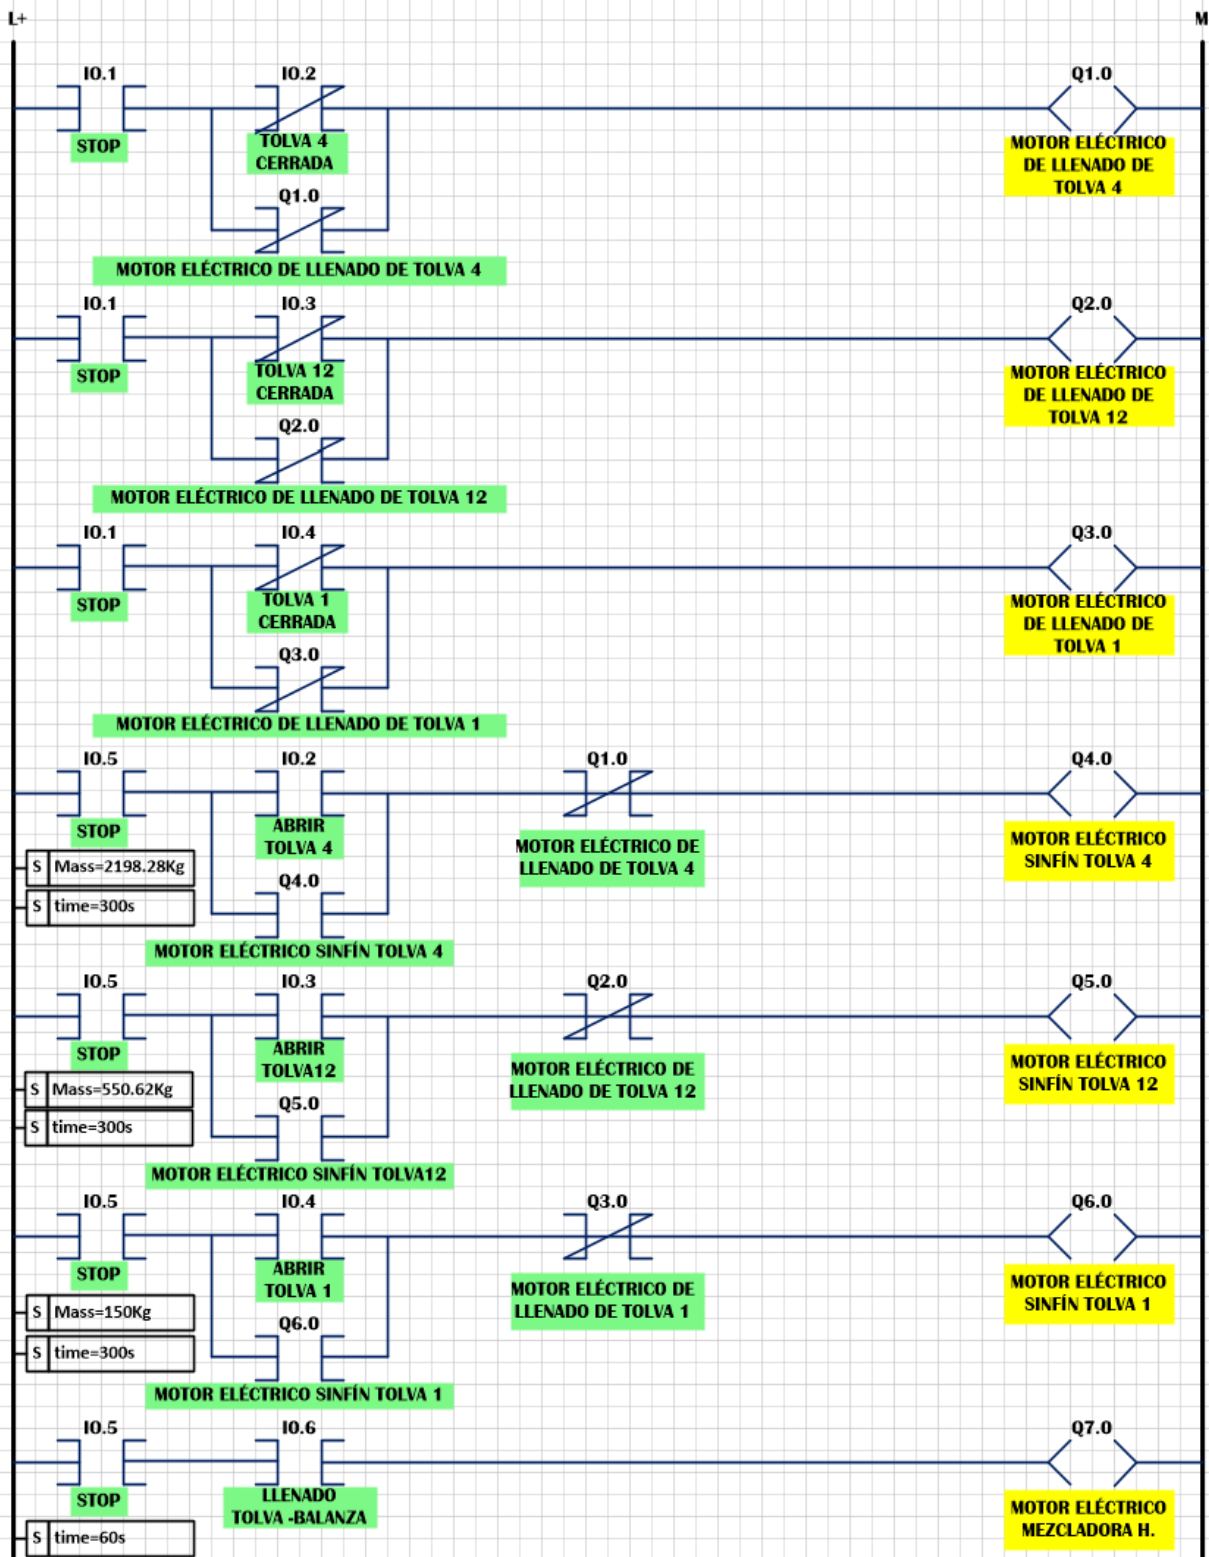 L+
M
I0.1
I0.2
Q1.0
STOP
TOLVA 4
CERRADA
MOTOR ELÉCTRICO
DE LLENADO DE
TOLVA 4
Q1.0
MOTOR ELÉCTRICO DE LLENADO DE TOLVA 4
I0.1
I0.3
Q2.0
STOP
TOLVA 12
CERRADA
MOTOR ELÉCTRICO
DE LLENADO DE
TOLVA 12
Q2.0
MOTOR ELÉCTRICO DE LLENADO DE TOLVA 12
I0.1
I0.4
Q3.0
STOP
TOLVA 1
CERRADA
MOTOR ELÉCTRICO
DE LLENADO DE
TOLVA 1
Q3.0
MOTOR ELÉCTRICO DE LLENADO DE TOLVA 1
I0.5
I0.2
Q1.0
Q4.0
STOP
ABRIR
TOLVA 4
MOTOR ELÉCTRICO DE
LLENADO DE TOLVA 4
MOTOR ELÉCTRICO
SINFÍN TOLVA 4
S Mass=2198.28Kg
Q4.0
S time=300s
MOTOR ELÉCTRICO SINFÍN TOLVA 4
I0.5
I0.3
Q2.0
Q5.0
STOP
ABRIR
TOLVA12
MOTOR ELÉCTRICO DE
LLENADO DE TOLVA 12
MOTOR ELÉCTRICO
SINFÍN TOLVA 12
S Mass=550.62Kg
Q5.0
S time=300s
MOTOR ELÉCTRICO SINFÍN TOLVA12
I0.5
I0.4
Q3.0
Q6.0
STOP
ABRIR
TOLVA 1
MOTOR ELÉCTRICO DE
LLENADO DE TOLVA 1
MOTOR ELÉCTRICO
SINFÍN TOLVA 1
S Mass=150Kg
Q6.0
S time=300s
MOTOR ELÉCTRICO SINFÍN TOLVA 1
I0.5
I0.6
Q7.0
STOP
LLENADO
TOLVA -BALANZA
MOTOR ELÉCTRICO
MEZCLADORA H.
S time=60s